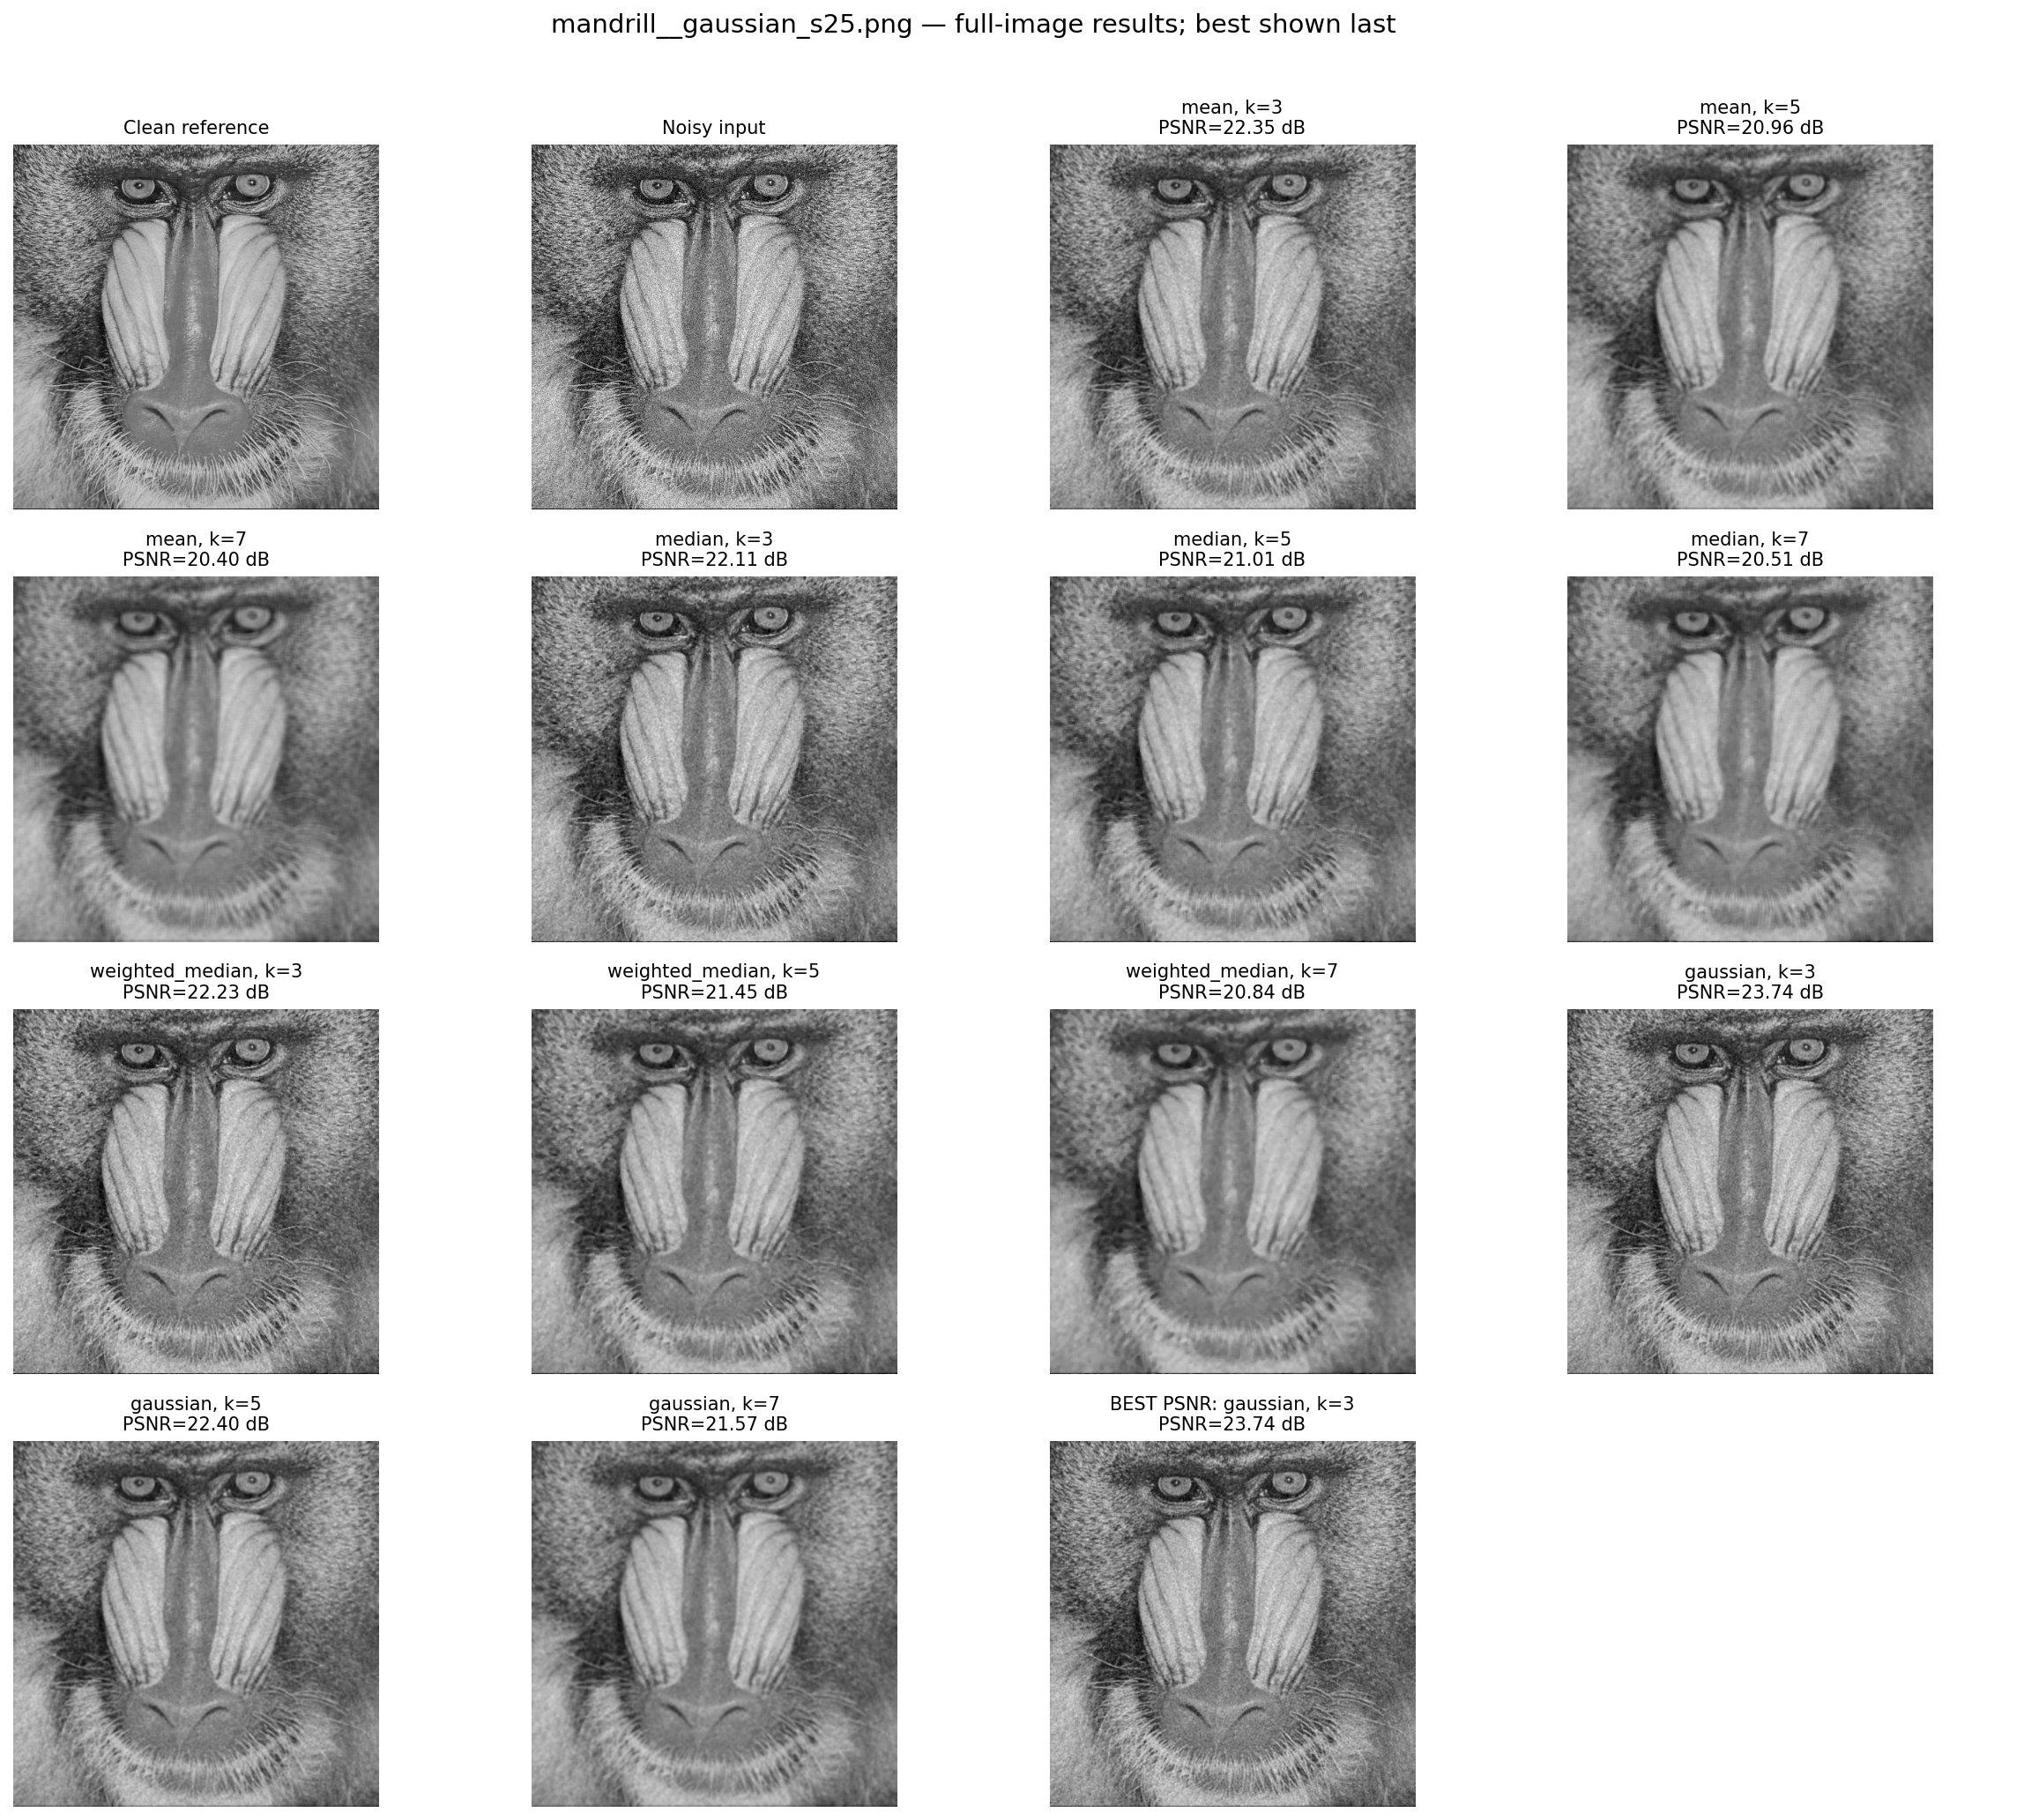 mandrill__gaussian_s25.png — full-image results; best shown last
Clean reference
Noisy input
mean, k=3
PSNR=22.35 dB
mean, k=5
PSNR=20.96 dB
mean, k=7
PSNR=20.40 dB
median, k=3
PSNR=22.11 dB
median, k=5
PSNR=21.01 dB
median, k=7
PSNR=20.51 dB
weighted_median, k=3
PSNR=22.23 dB
weighted_median, k=5
PSNR=21.45 dB
weighted_median, k=7
PSNR=20.84 dB
gaussian, k=3
PSNR=23.74 dB
gaussian, k=5
PSNR=22.40 dB
gaussian, k=7
PSNR=21.57 dB
BEST PSNR: gaussian, k=3
PSNR=23.74 dB